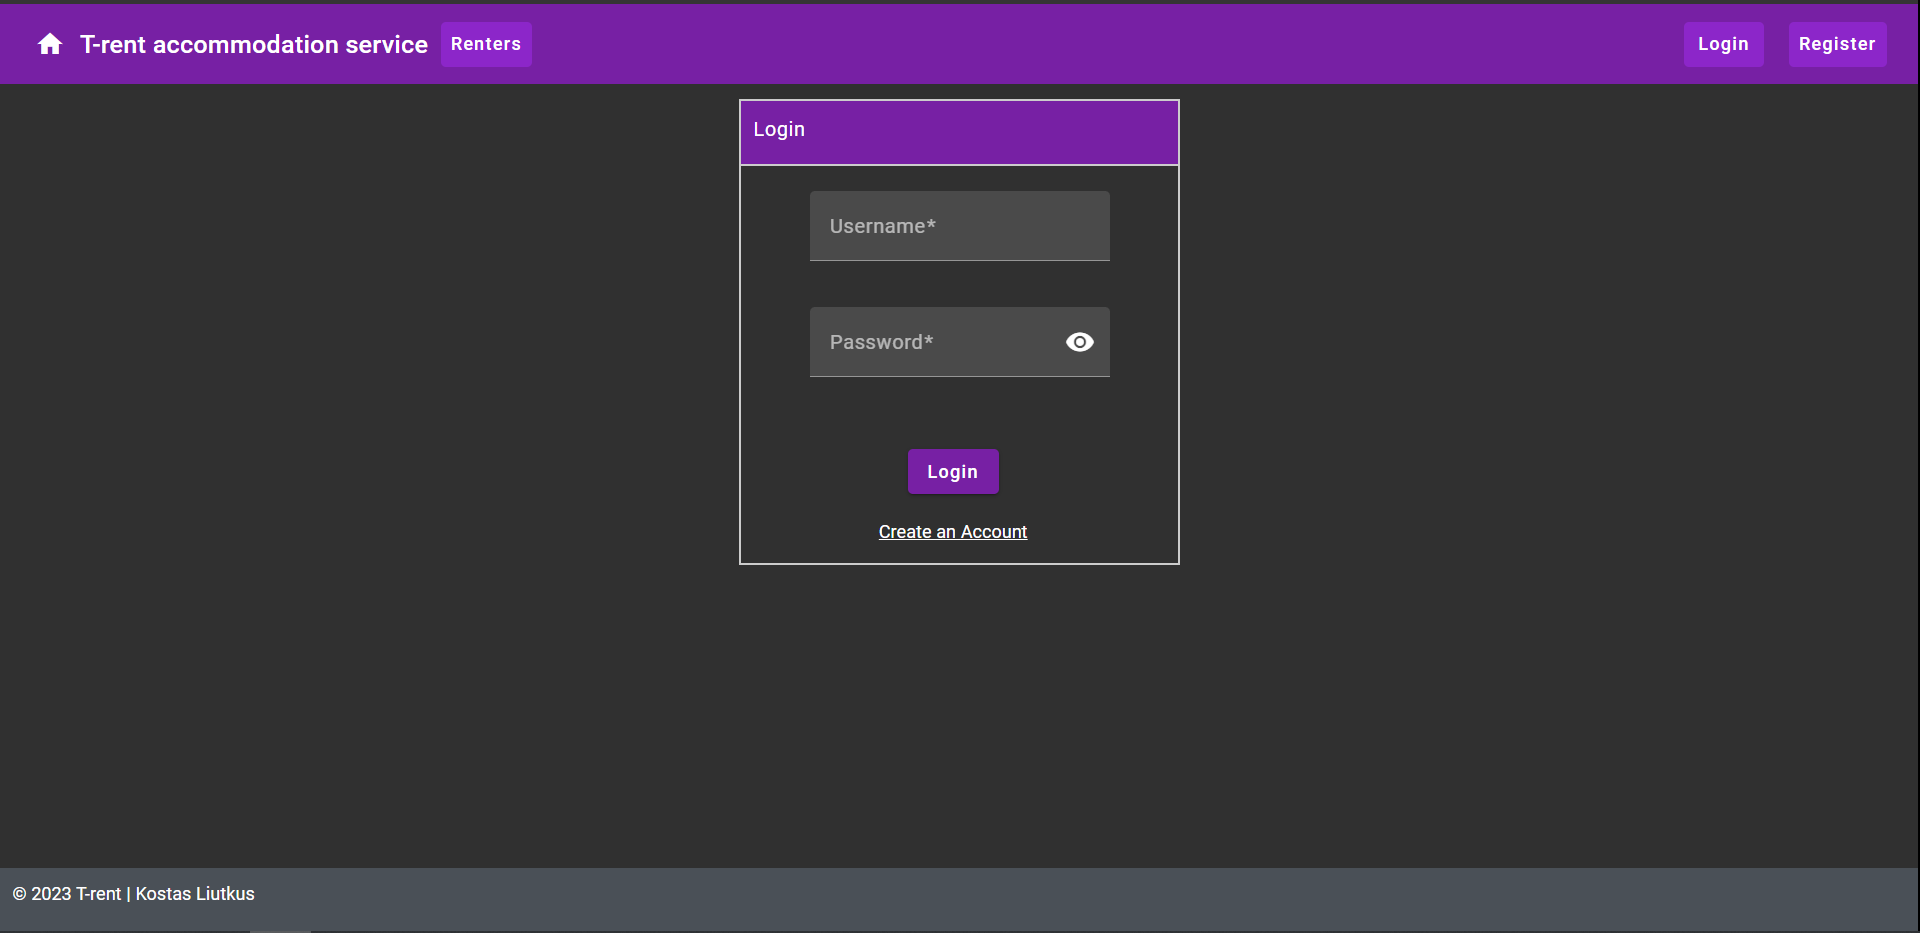 T-rent accommodation service Renters Login Register
Login
Username*
Password*
Login
Create an Account
© 2023 T-rent | Kostas Liutkus